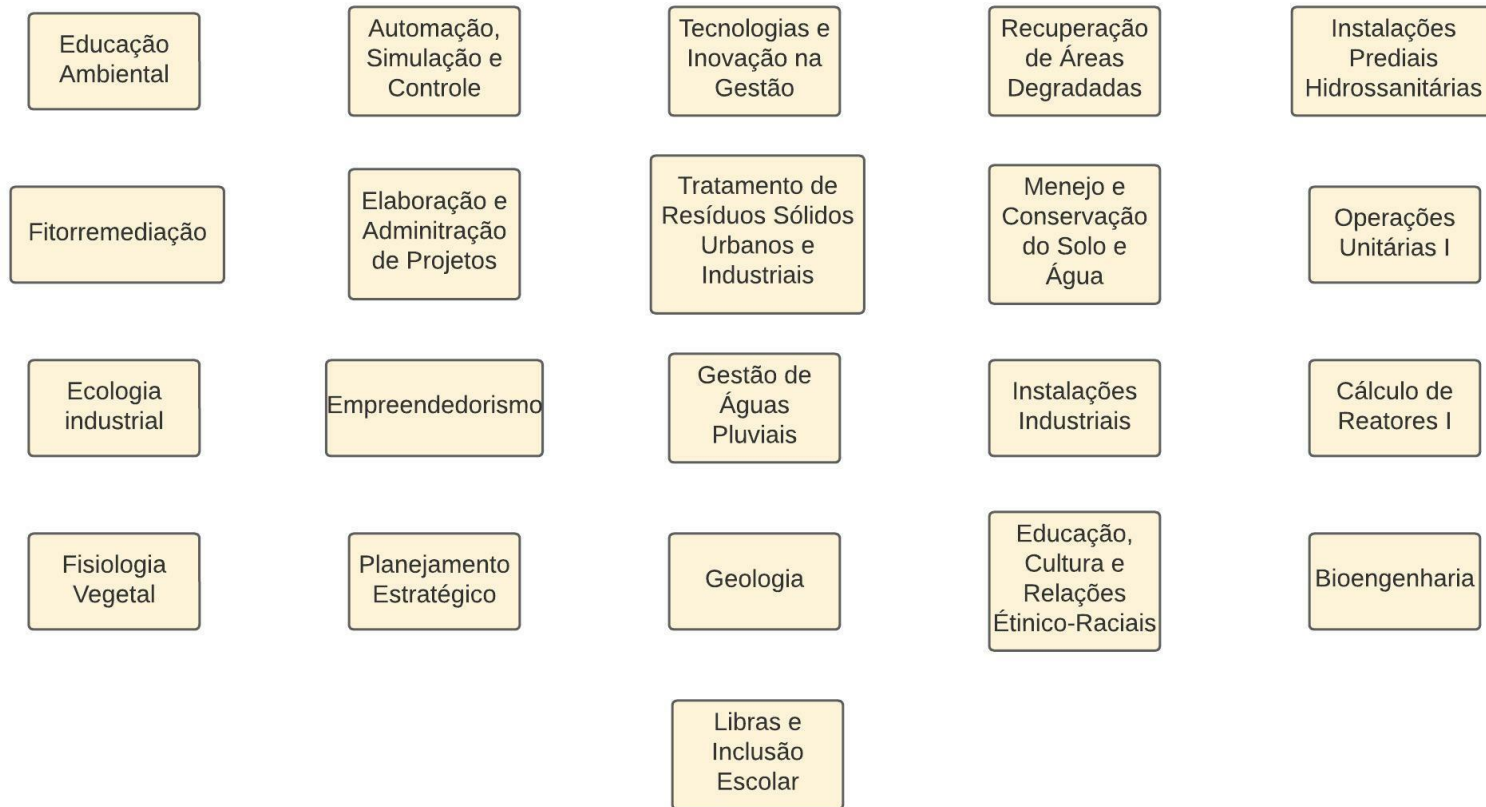 Educação
Ambiental
Automação,
Simulação e
Controle
Tecnologias e
Inovação na
Gestão
Recuperação
de Áreas
Degradadas
Instalações
Prediais
Hidrossanitárias
Fitorremediação
Elaboração e
Adminitração
de Projetos
Tratamento de
Resíduos Sólidos
Urbanos e
Industriais
Menejo e
Conservação
do Solo e
Água
Operações
Unitárias I
Ecologia
industrial
Empreendedorismo
Gestão de
Águas
Pluviais
Instalações
Industriais
Cálculo de
Reatores I
Fisiologia
Vegetal
Planejamento
Estratégico
Geologia
Educação,
Cultura e
Relações
Étinico-Raciais
Bioengenharia
Libras e
Inclusão
Escolar